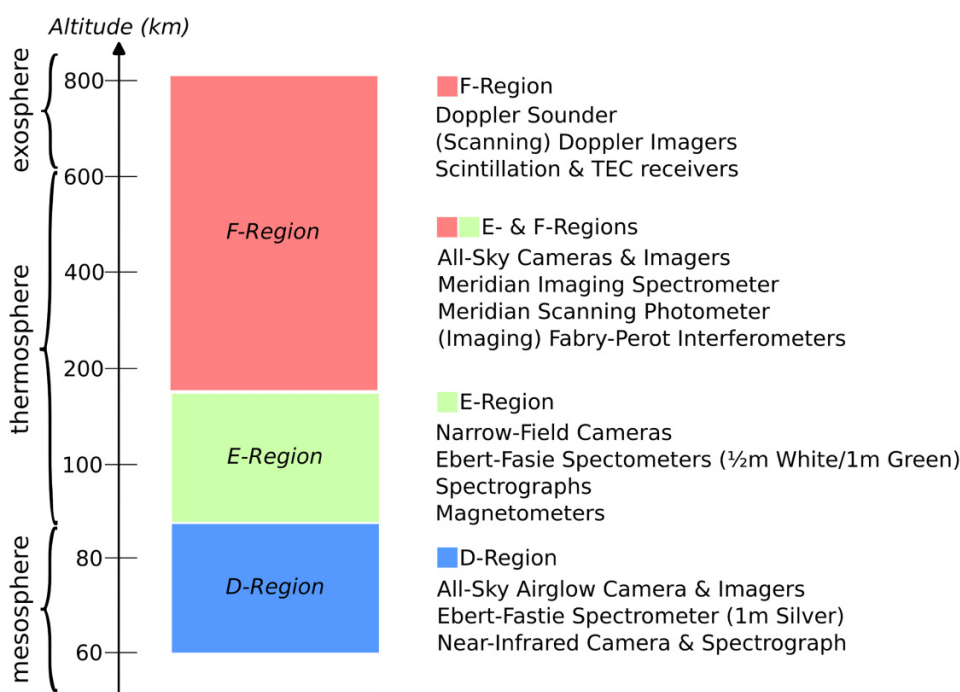 Altitude (km)
exosphere
thermosphere
mesosphere
800
600
400
200
100
80
60
F-Region
E-Region
D-Region
F-Region
Doppler Sounder
(Scanning) Doppler Imagers
Scintillation & TEC receivers
E- & F-Regions
All-Sky Cameras & Imagers
Meridian Imaging Spectrometer
Meridian Scanning Photometer
(Imaging) Fabry-Perot Interferometers
E-Region
Narrow-Field Cameras
Ebert-Fasie Spectometers (½m White/1m Green)
Spectrographs
Magnetometers
D-Region
All-Sky Airglow Camera & Imagers
Ebert-Fastie Spectrometer (1m Silver)
Near-Infrared Camera & Spectrograph